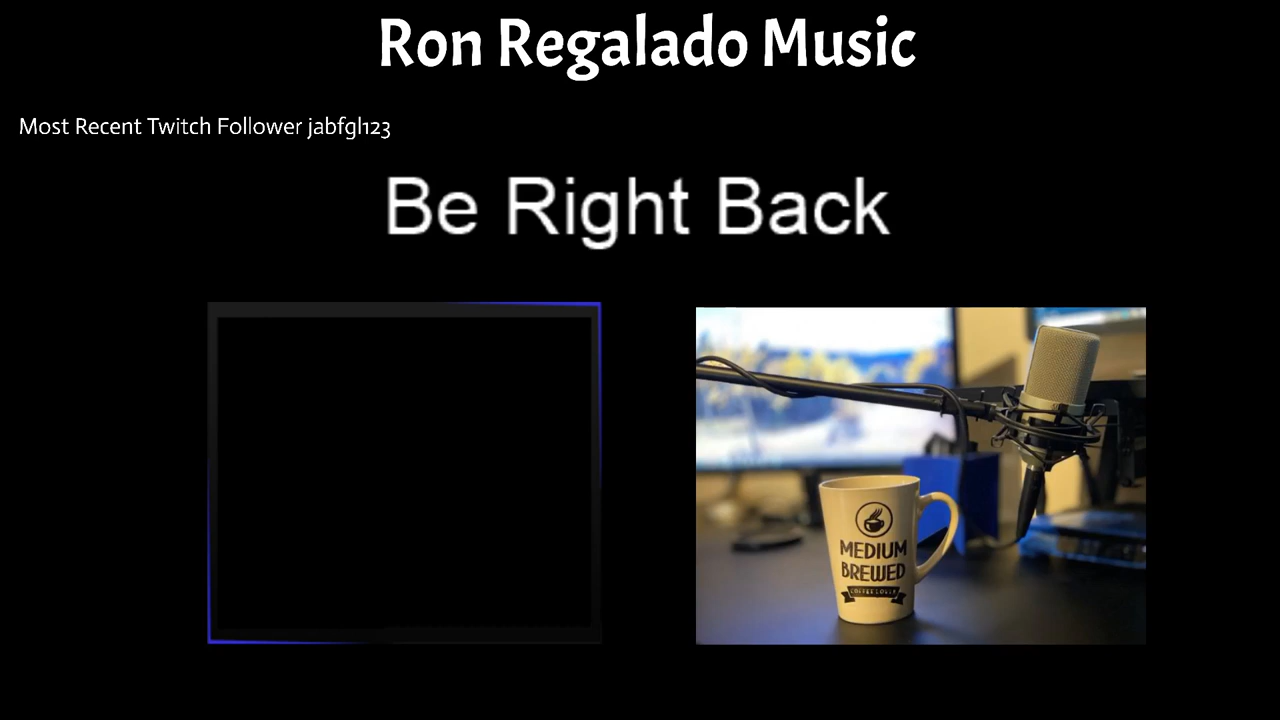 Ron Regalado Music
Most Recent Twitch Follower jabfgl123
Be Right Back
MEDIUM
BREWED